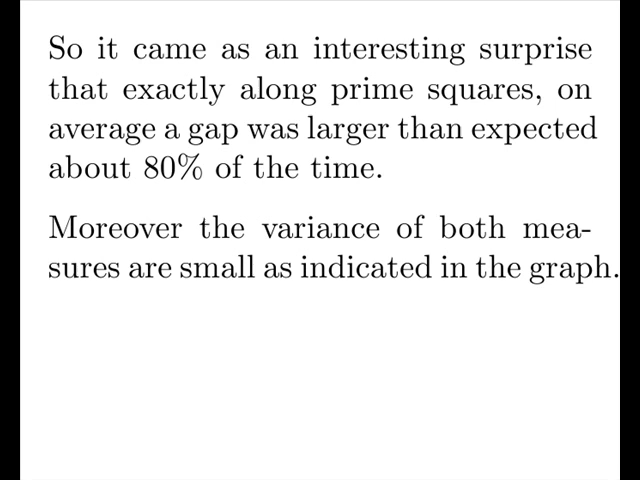 So it came as an interesting surprise
that exactly along prime squares, on
average a gap was larger than expected
about 80% of the time.
Moreover the variance of both mea-
sures are small as indicated in the graph.